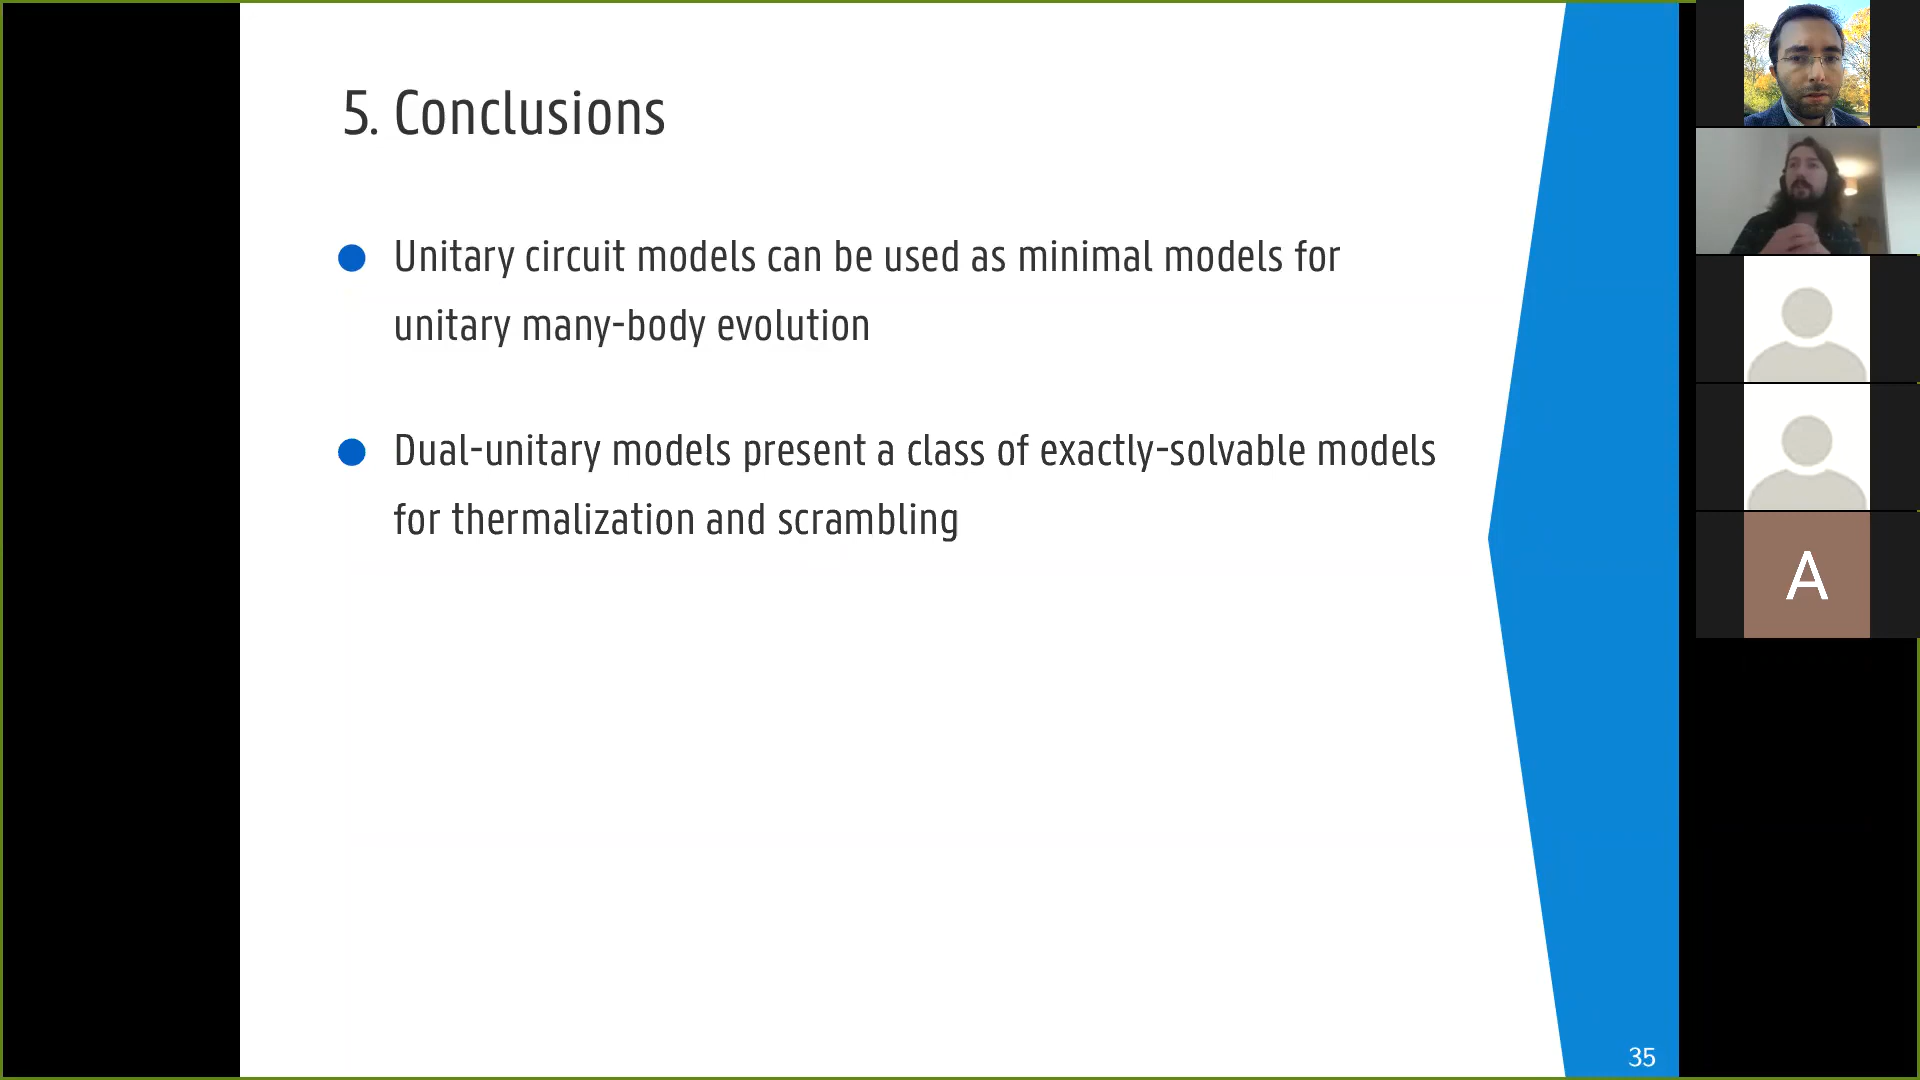 5. Conclusions
Unitary circuit models can be used as minimal models for
unitary many-body evolution
Dual-unitary models present a class of exactly-solvable models
for thermalization and scrambling
35
A